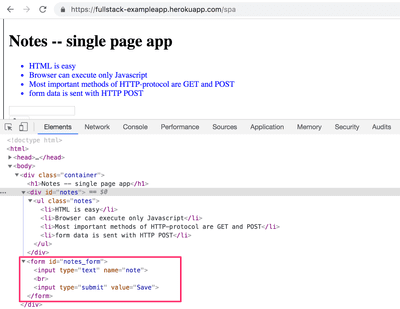 https://fullstack-exampleapp.herokuapp.com/spa
Notes -- single page app
HTML is easy
Browser can execute only Javascript
Most important methods of HTTP-protocol are GET and POST
form data is sent with HTTP POST
Elements Network Console Performance Sources Application Memory Security Audits
<!doctype html>
<html>
<head>…</head>
<body>
<div class="container">
<h1>Notes -- single page app</h1>
<div id="notes"> == $0
<ul class="notes">
<li>HTML is easy</li>
<li>Browser can execute only Javascript</li>
<li>Most important methods of HTTP-protocol are GET and POST</li>
<li>form data is sent with HTTP POST</li>
</ul>
</div>
<form id="notes_form">
<input type="text" name="note">
<br>
<input type="submit" value="Save">
</form>
</div>